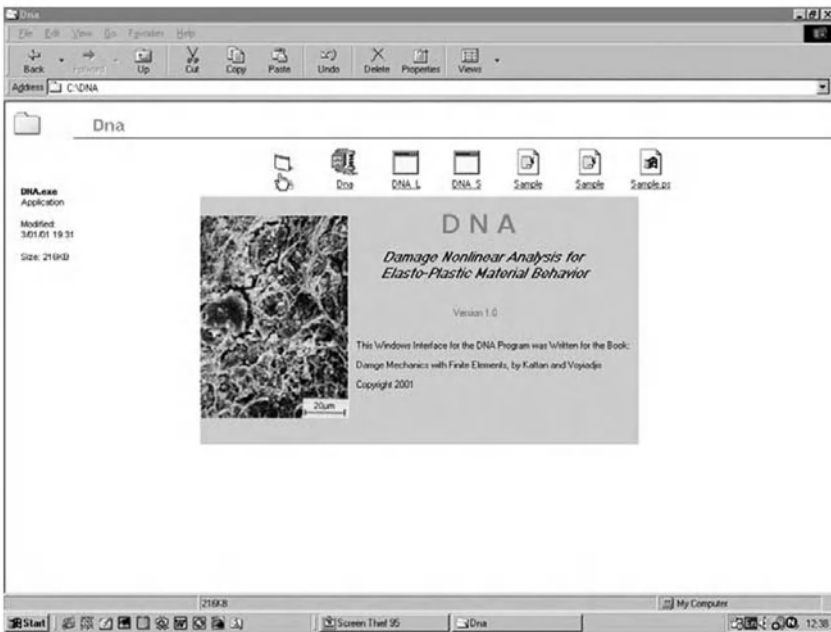 Dna
File Edit View Go Favorites Help
Back Forward Up Cut Copy Paste Undo Delete Properties Views
Address C:\DNA
Dna
Dna DNA_L DNA_S Sample Sample Sample.ps
DNA.exe
Application
Modified:
3/01/01 19:31
Size: 216KB
DNA
Damage Nonlinear Analysis for
Elasto-Plastic Material Behavior
Version 1.0
This Windows Interface for the DNA Program was Written for the Book:
Damge Mechanics with Finite Elements, by Kattan and Voyiadjis
Copyright 2001
20μm
216KB My Computer
Start Screen Thief 95 Dna En 12:38